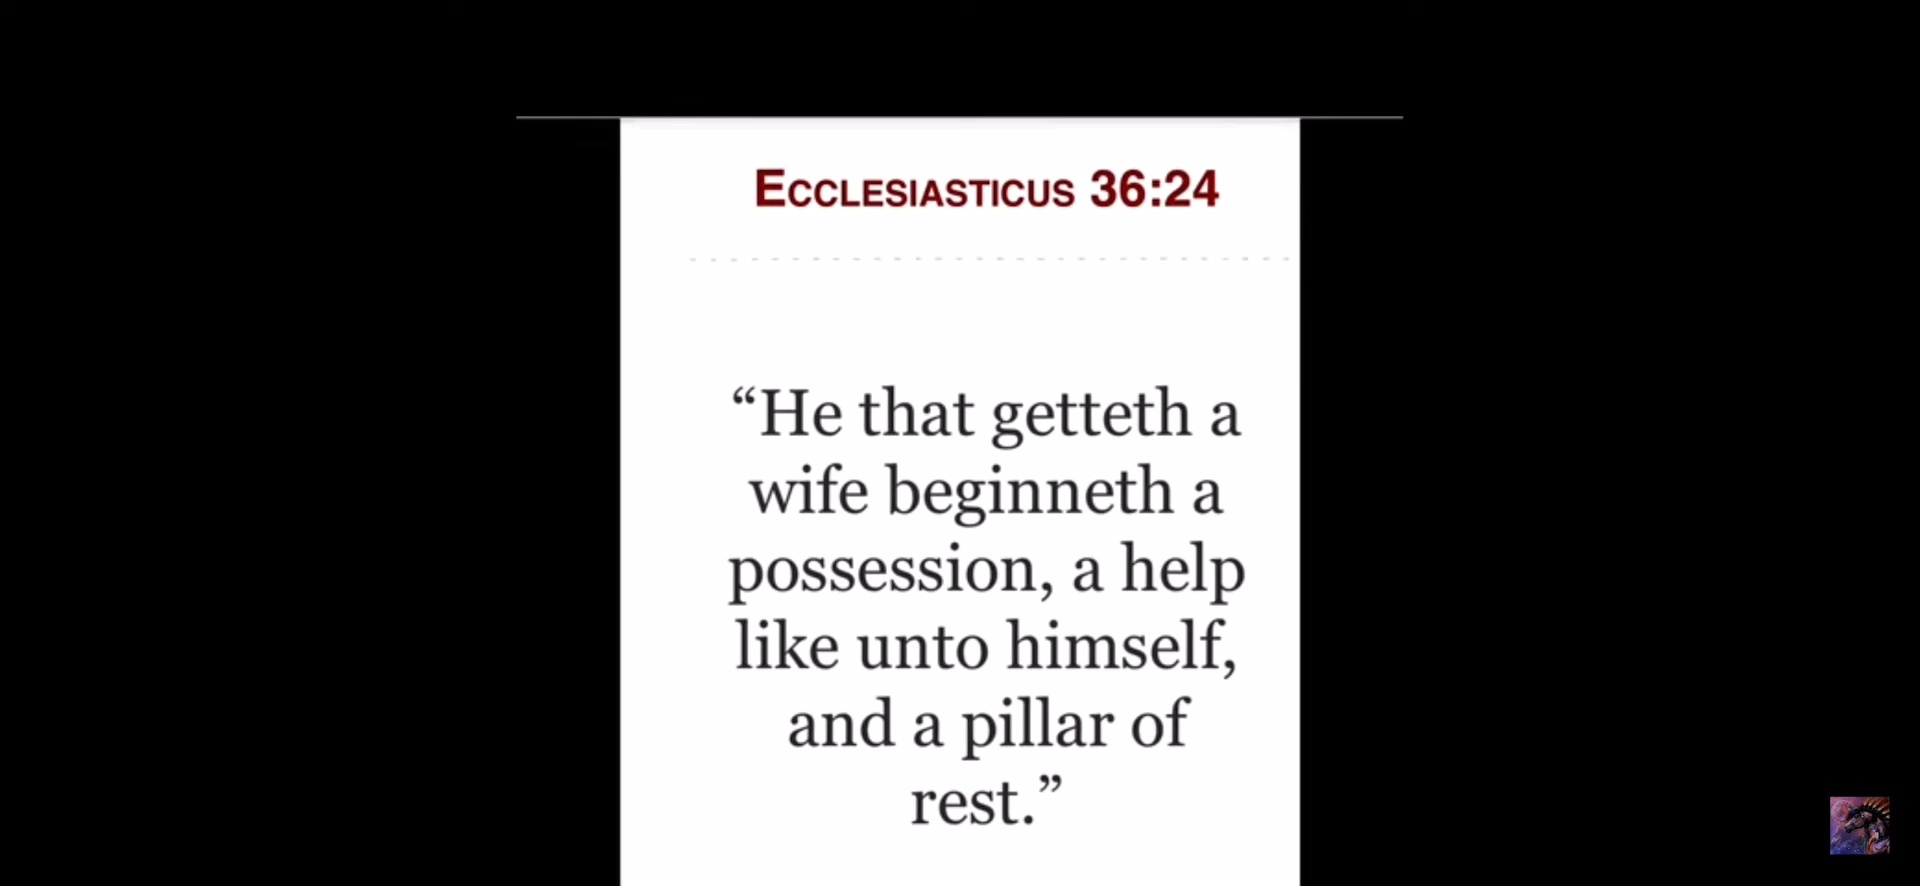 Ecclesiasticus 36:24
“He that getteth a
wife beginneth a
possession, a help
like unto himself,
and a pillar of
rest.”